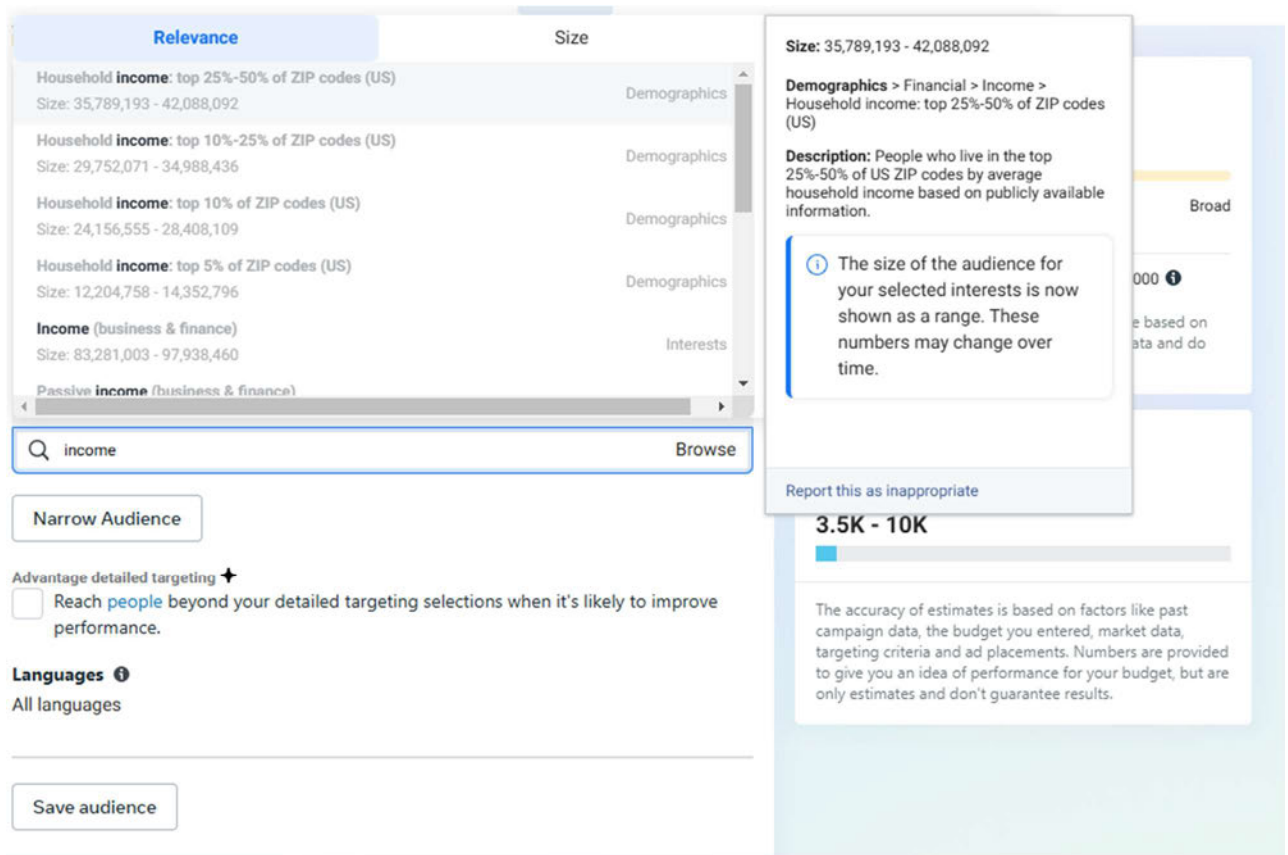 Relevance
Size
Household income: top 25%-50% of ZIP codes (US)
Size: 35,789,193 - 42,088,092
Demographics
Household income: top 10%-25% of ZIP codes (US)
Size: 29,752,071 - 34,988,436
Demographics
Household income: top 10% of ZIP codes (US)
Size: 24,156,555 - 28,408,109
Demographics
Household income: top 5% of ZIP codes (US)
Size: 12,204,758 - 14,352,796
Demographics
Income (business & finance)
Size: 83,281,003 - 97,938,460
Interests
Passive income (business & finance)
income
Browse
Narrow Audience
Advantage detailed targeting
Reach people beyond your detailed targeting selections when it's likely to improve
performance.
Languages
All languages
Save audience
Size: 35,789,193 - 42,088,092
Demographics > Financial > Income >
Household income: top 25%-50% of ZIP codes
(US)
Description: People who live in the top
25%-50% of US ZIP codes by average
household income based on publicly available
information.
The size of the audience for
your selected interests is now
shown as a range. These
numbers may change over
time.
Report this as inappropriate
Broad
000
e based on
ata and do
3.5K - 10K
The accuracy of estimates is based on factors like past
campaign data, the budget you entered, market data,
targeting criteria and ad placements. Numbers are provided
to give you an idea of performance for your budget, but are
only estimates and don't guarantee results.